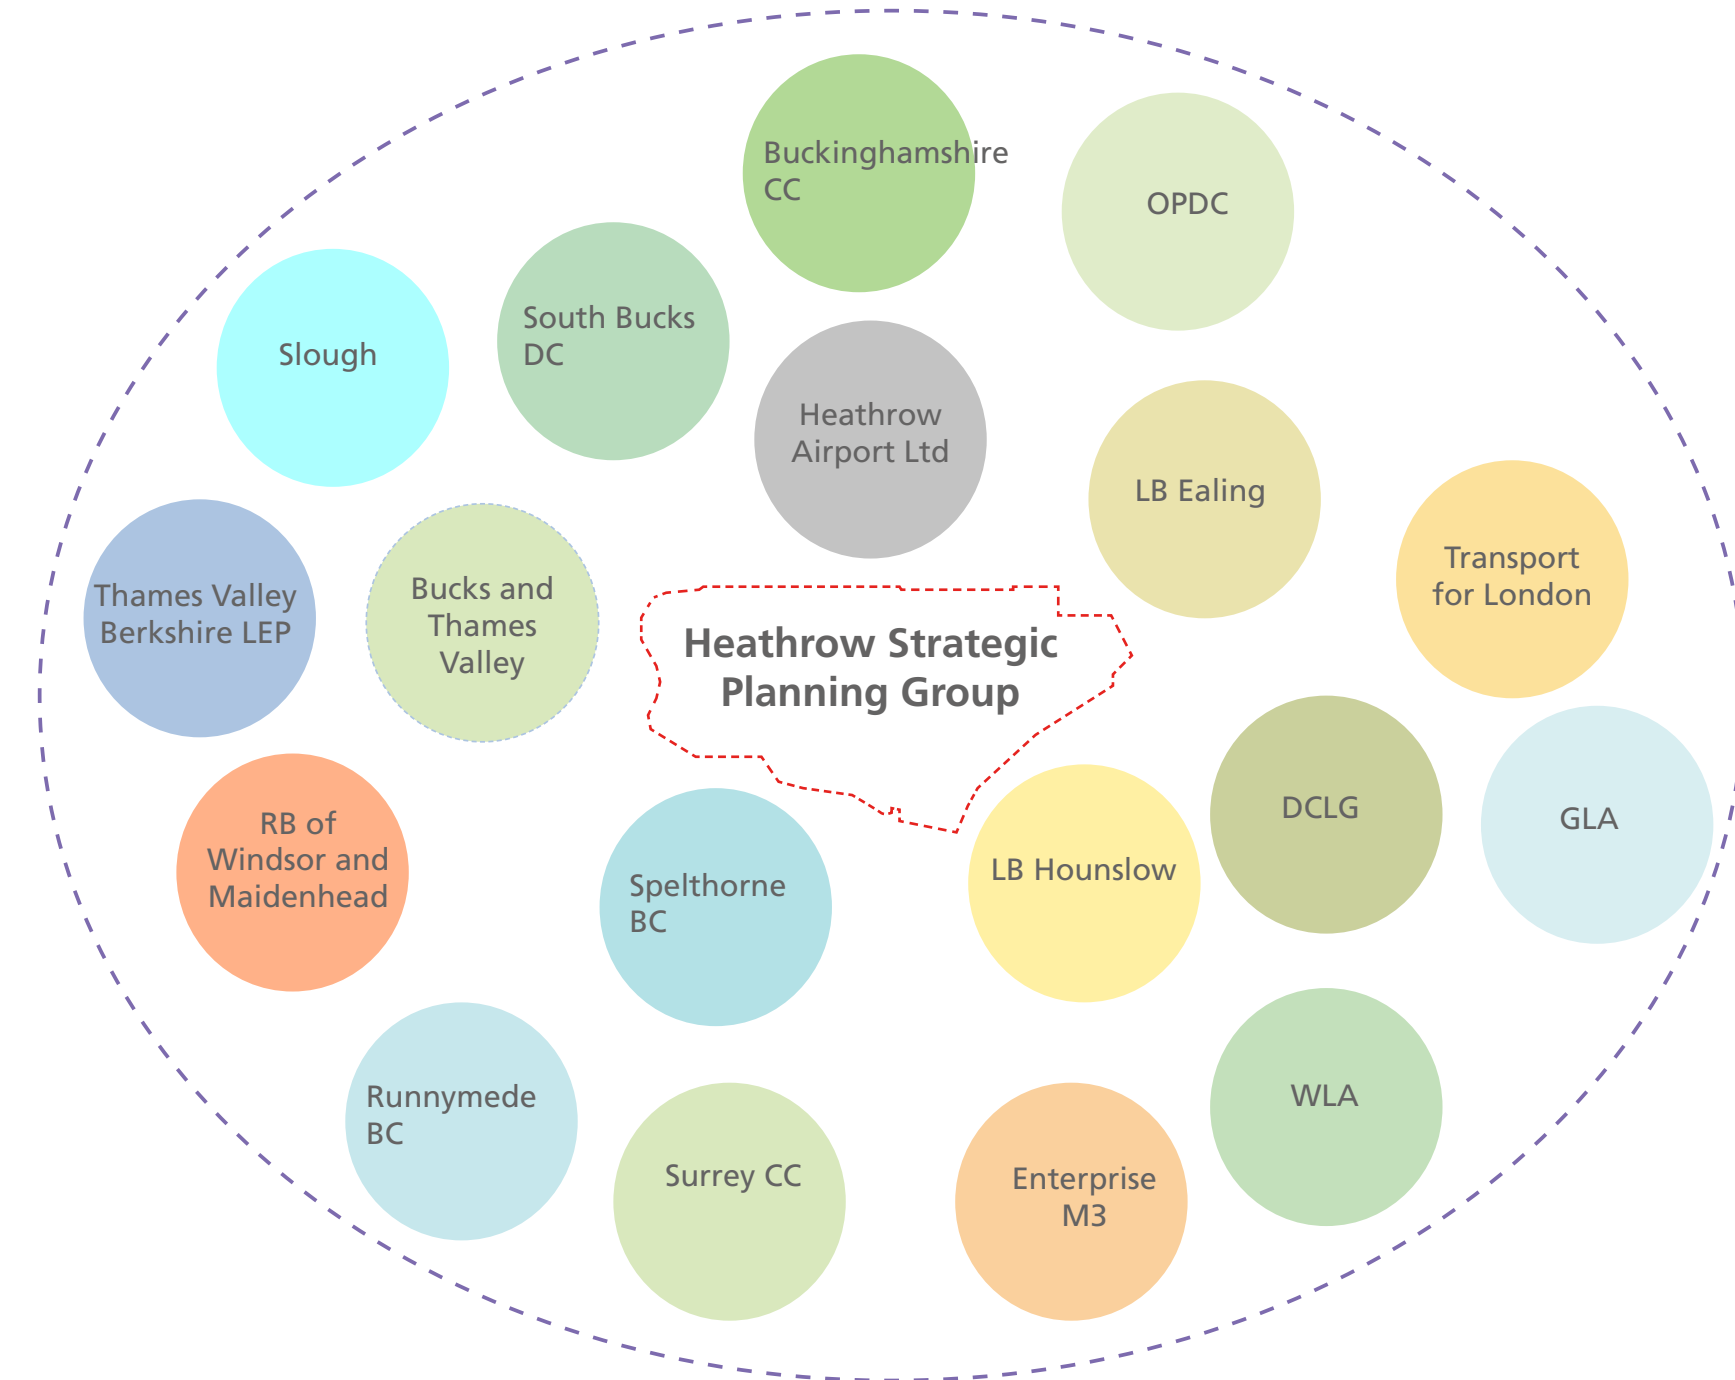 Buckinghamshire
CC
OPDC
South Bucks
DC
Slough
Heathrow
Airport Ltd
LB Ealing
Transport
for London
Thames Valley
Berkshire LEP
Bucks and
Thames
Valley
Heathrow Strategic
Planning Group
DCLG
GLA
RB of
Windsor and
Maidenhead
Spelthorne
BC
LB Hounslow
Runnymede
BC
Surrey CC
Enterprise
M3
WLA